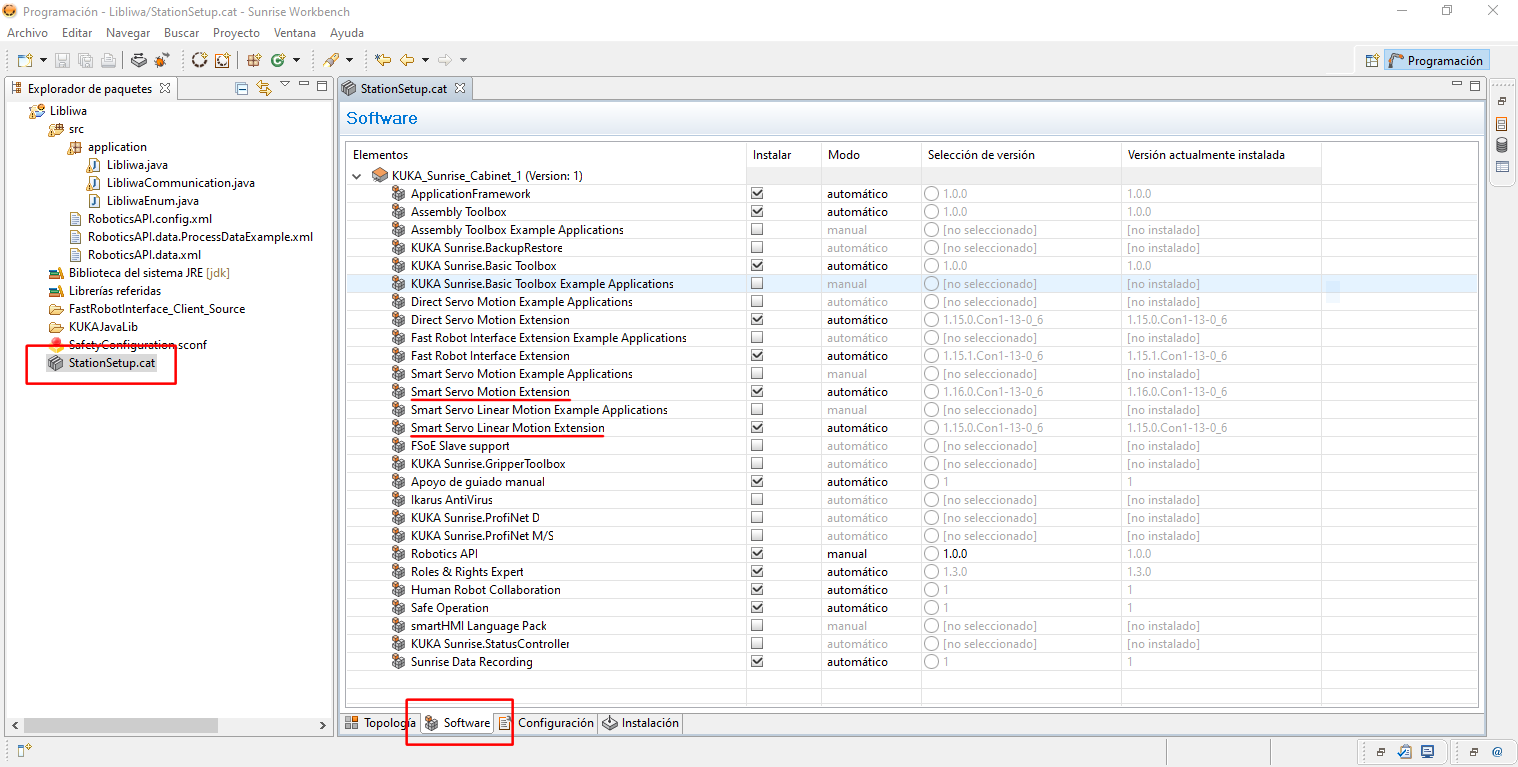 Programación - Libliwa/StationSetup.cat - Sunrise Workbench
Archivo Editar Navegar Buscar Proyecto Ventana Ayuda
Programación
Explorador de paquetes
StationSetup.cat
Libliwa
src
application
Libliwa.java
LibliwaCommunication.java
LibliwaEnum.java
RoboticsAPI.config.xml
RoboticsAPI.data.ProcessDataExample.xml
RoboticsAPI.data.xml
Biblioteca del sistema JRE [jdk]
Librerías referidas
FastRobotInterface_Client_Source
KUKAJavaLib
SafetyConfiguration.sconf
StationSetup.cat
Software
Elementos Instalar Modo Selección de versión Versión actualmente instalada
KUKA_Sunrise_Cabinet_1 (Version: 1)
ApplicationFramework automático 1.0.0 1.0.0
Assembly Toolbox automático 1.0.0 1.0.0
Assembly Toolbox Example Applications manual [no seleccionado] [no instalado]
KUKA Sunrise.BackupRestore automático [no seleccionado] [no instalado]
KUKA Sunrise.Basic Toolbox automático 1.0.0 1.0.0
KUKA Sunrise.Basic Toolbox Example Applications manual [no seleccionado] [no instalado]
Direct Servo Motion Example Applications manual [no seleccionado] [no instalado]
Direct Servo Motion Extension automático 1.15.0.Con1-13-0_6 1.15.0.Con1-13-0_6
Fast Robot Interface Extension Example Applications manual [no seleccionado] [no instalado]
Fast Robot Interface Extension automático 1.15.1.Con1-13-0_6 1.15.1.Con1-13-0_6
Smart Servo Motion Example Applications manual [no seleccionado] [no instalado]
Smart Servo Motion Extension automático 1.16.0.Con1-13-0_6 1.16.0.Con1-13-0_6
Smart Servo Linear Motion Example Applications manual [no seleccionado] [no instalado]
Smart Servo Linear Motion Extension automático 1.15.0.Con1-13-0_6 1.15.0.Con1-13-0_6
FSoE Slave support automático [no seleccionado] [no instalado]
KUKA Sunrise.GripperToolbox automático [no seleccionado] [no instalado]
Apoyo de guiado manual automático 1 1
Ikarus AntiVirus automático [no seleccionado] [no instalado]
KUKA Sunrise.ProfiNet D automático [no seleccionado] [no instalado]
KUKA Sunrise.ProfiNet M/S automático [no seleccionado] [no instalado]
Robotics API manual 1.0.0 1.0.0
Roles & Rights Expert automático 1.3.0 1.3.0
Human Robot Collaboration automático 1 1
Safe Operation automático 1 1
smartHMI Language Pack manual [no seleccionado] [no instalado]
KUKA Sunrise.StatusController automático [no seleccionado] [no instalado]
Sunrise Data Recording automático 1 1
Topología Software Configuración Instalación